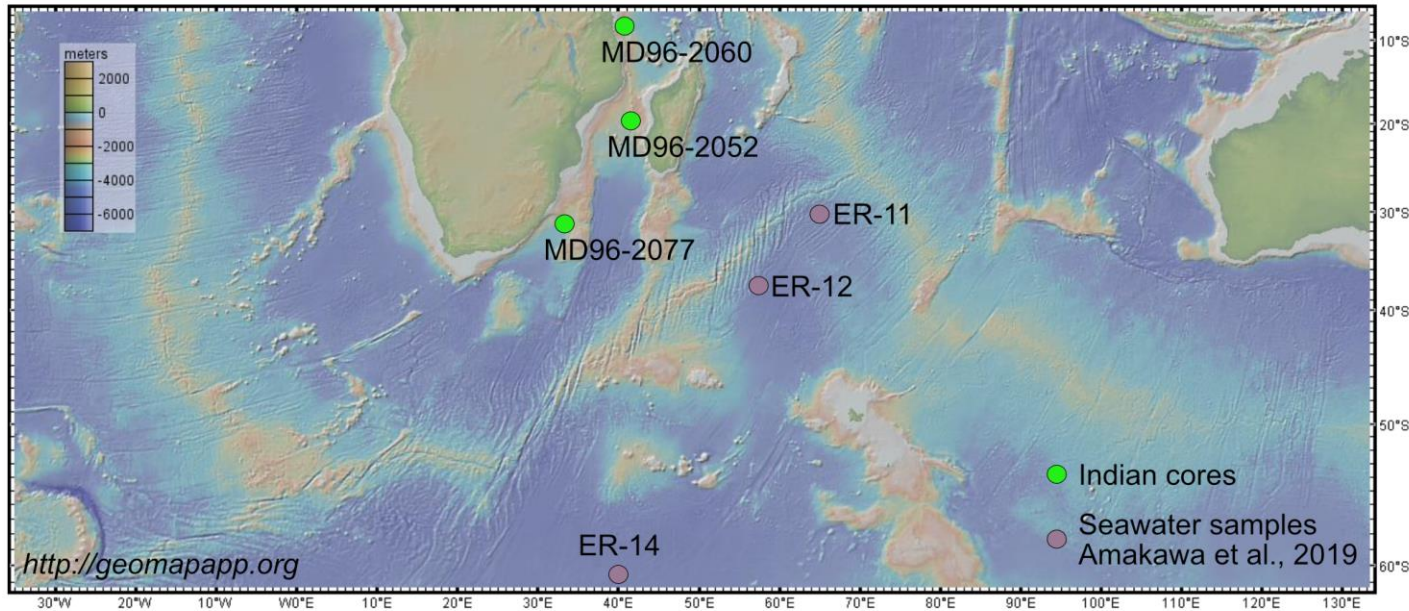 meters
2000
0
-2000
-4000
-6000
MD96-2060
MD96-2052
MD96-2077
ER-11
ER-12
ER-14
Indian cores
Seawater samples
Amakawa et al., 2019
http://geomapapp.org
10°S
20°S
30°S
40°S
50°S
60°S
30°W 20°W 10°W W00°E 10°E 20°E 30°E 40°E 50°E 60°E 70°E 80°E 90°E 100°E 110°E 120°E 130°E